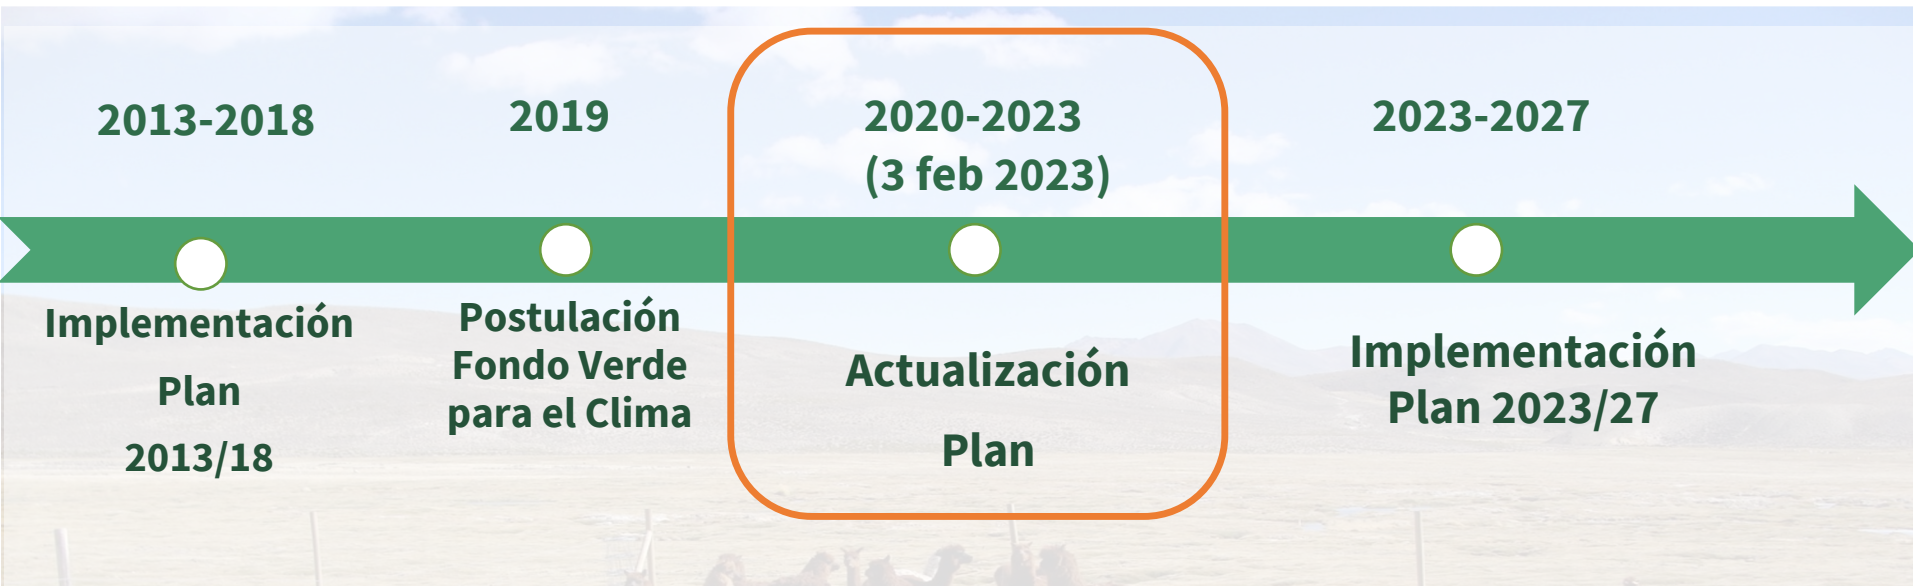 2013-2018
Implementación
Plan
2013/18
2019
Postulación
Fondo Verde
para el Clima
2020-2023
(3 feb 2023)
Actualización
Plan
2023-2027
Implementación
Plan 2023/27